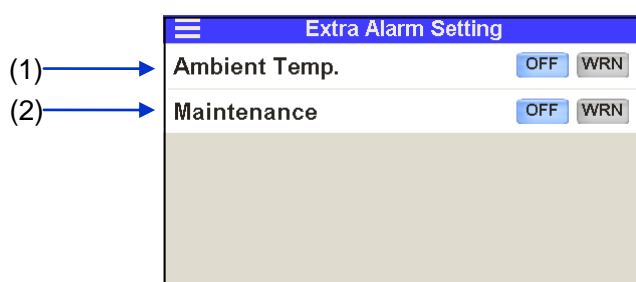 Extra Alarm Setting
(1) Ambient Temp. OFF WRN
(2) Maintenance OFF WRN